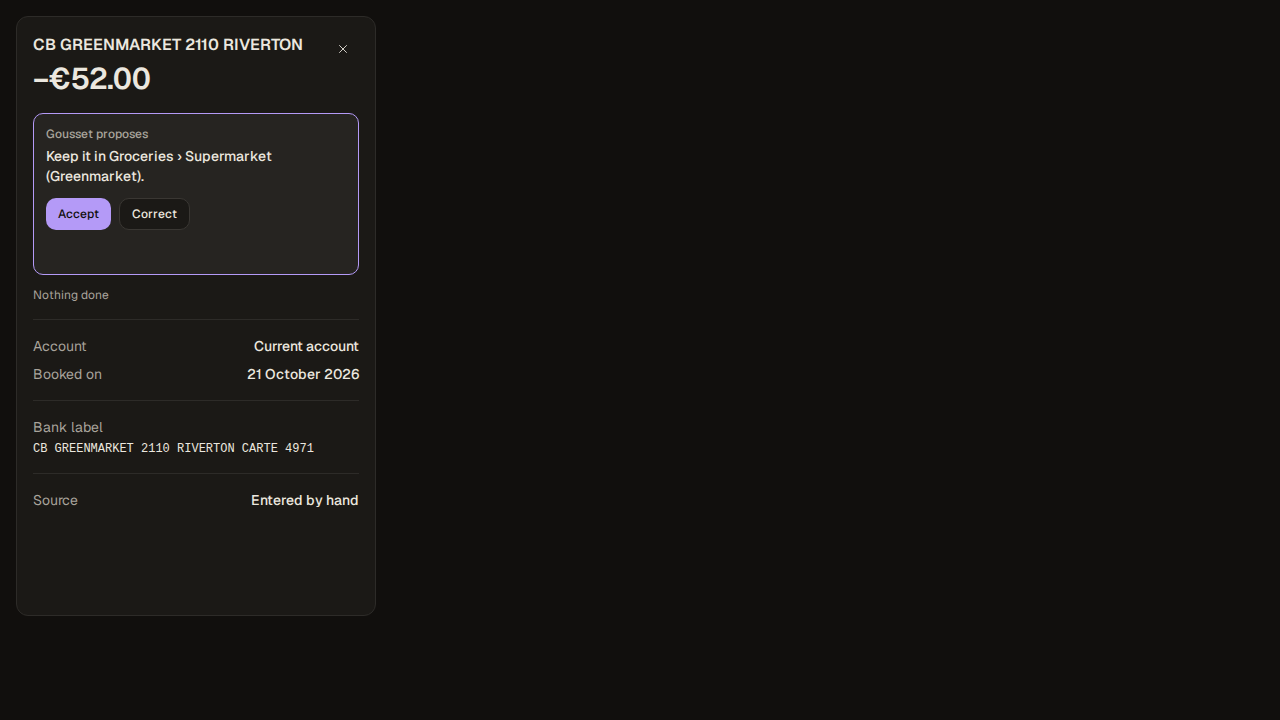 CB GREENMARKET 2110 RIVERTON
−€52.00
Gousset proposes
Keep it in Groceries › Supermarket
(Greenmarket).
Accept Correct
Nothing done
Account Current account
Booked on 21 October 2026
Bank label
CB GREENMARKET 2110 RIVERTON CARTE 4971
Source Entered by hand